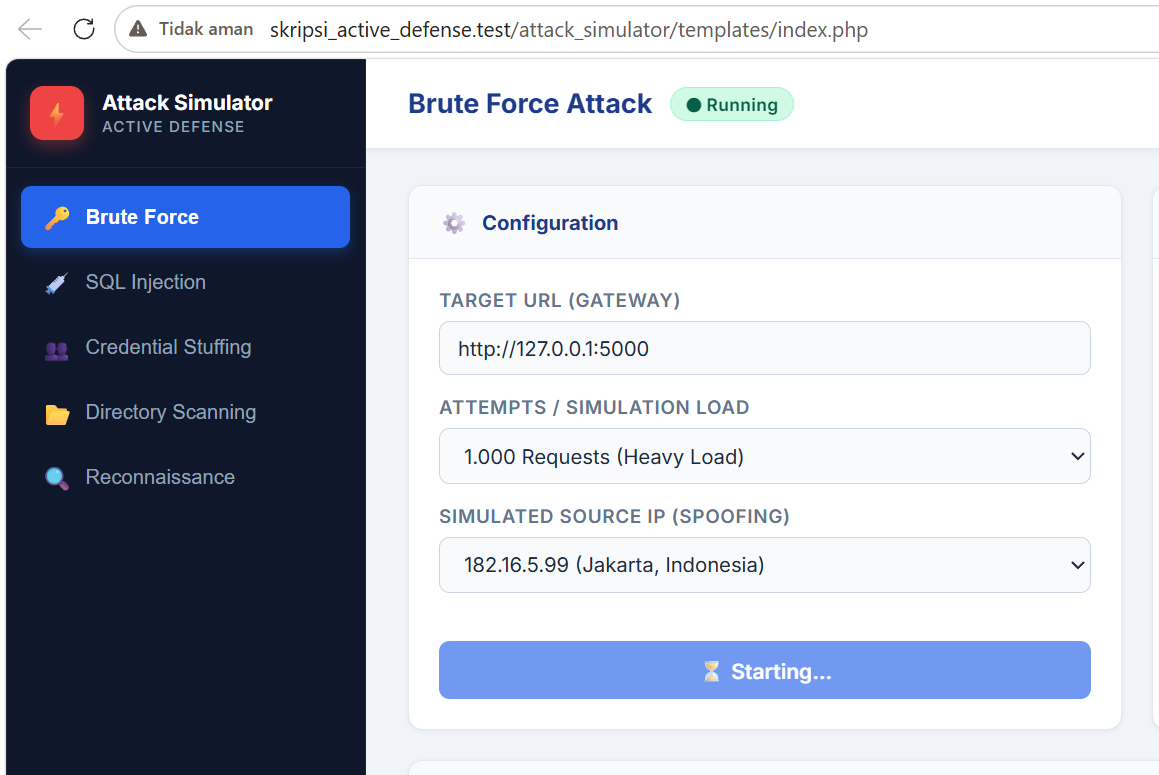 Tidak aman skripsi_active_defense.test/attack_simulator/templates/index.php
Attack Simulator
ACTIVE DEFENSE
Brute Force
SQL Injection
Credential Stuffing
Directory Scanning
Reconnaissance
Brute Force Attack
Running
Configuration
TARGET URL (GATEWAY)
http://127.0.0.1:5000
ATTEMPTS / SIMULATION LOAD
1.000 Requests (Heavy Load)
SIMULATED SOURCE IP (SPOOFING)
182.16.5.99 (Jakarta, Indonesia)
Starting...